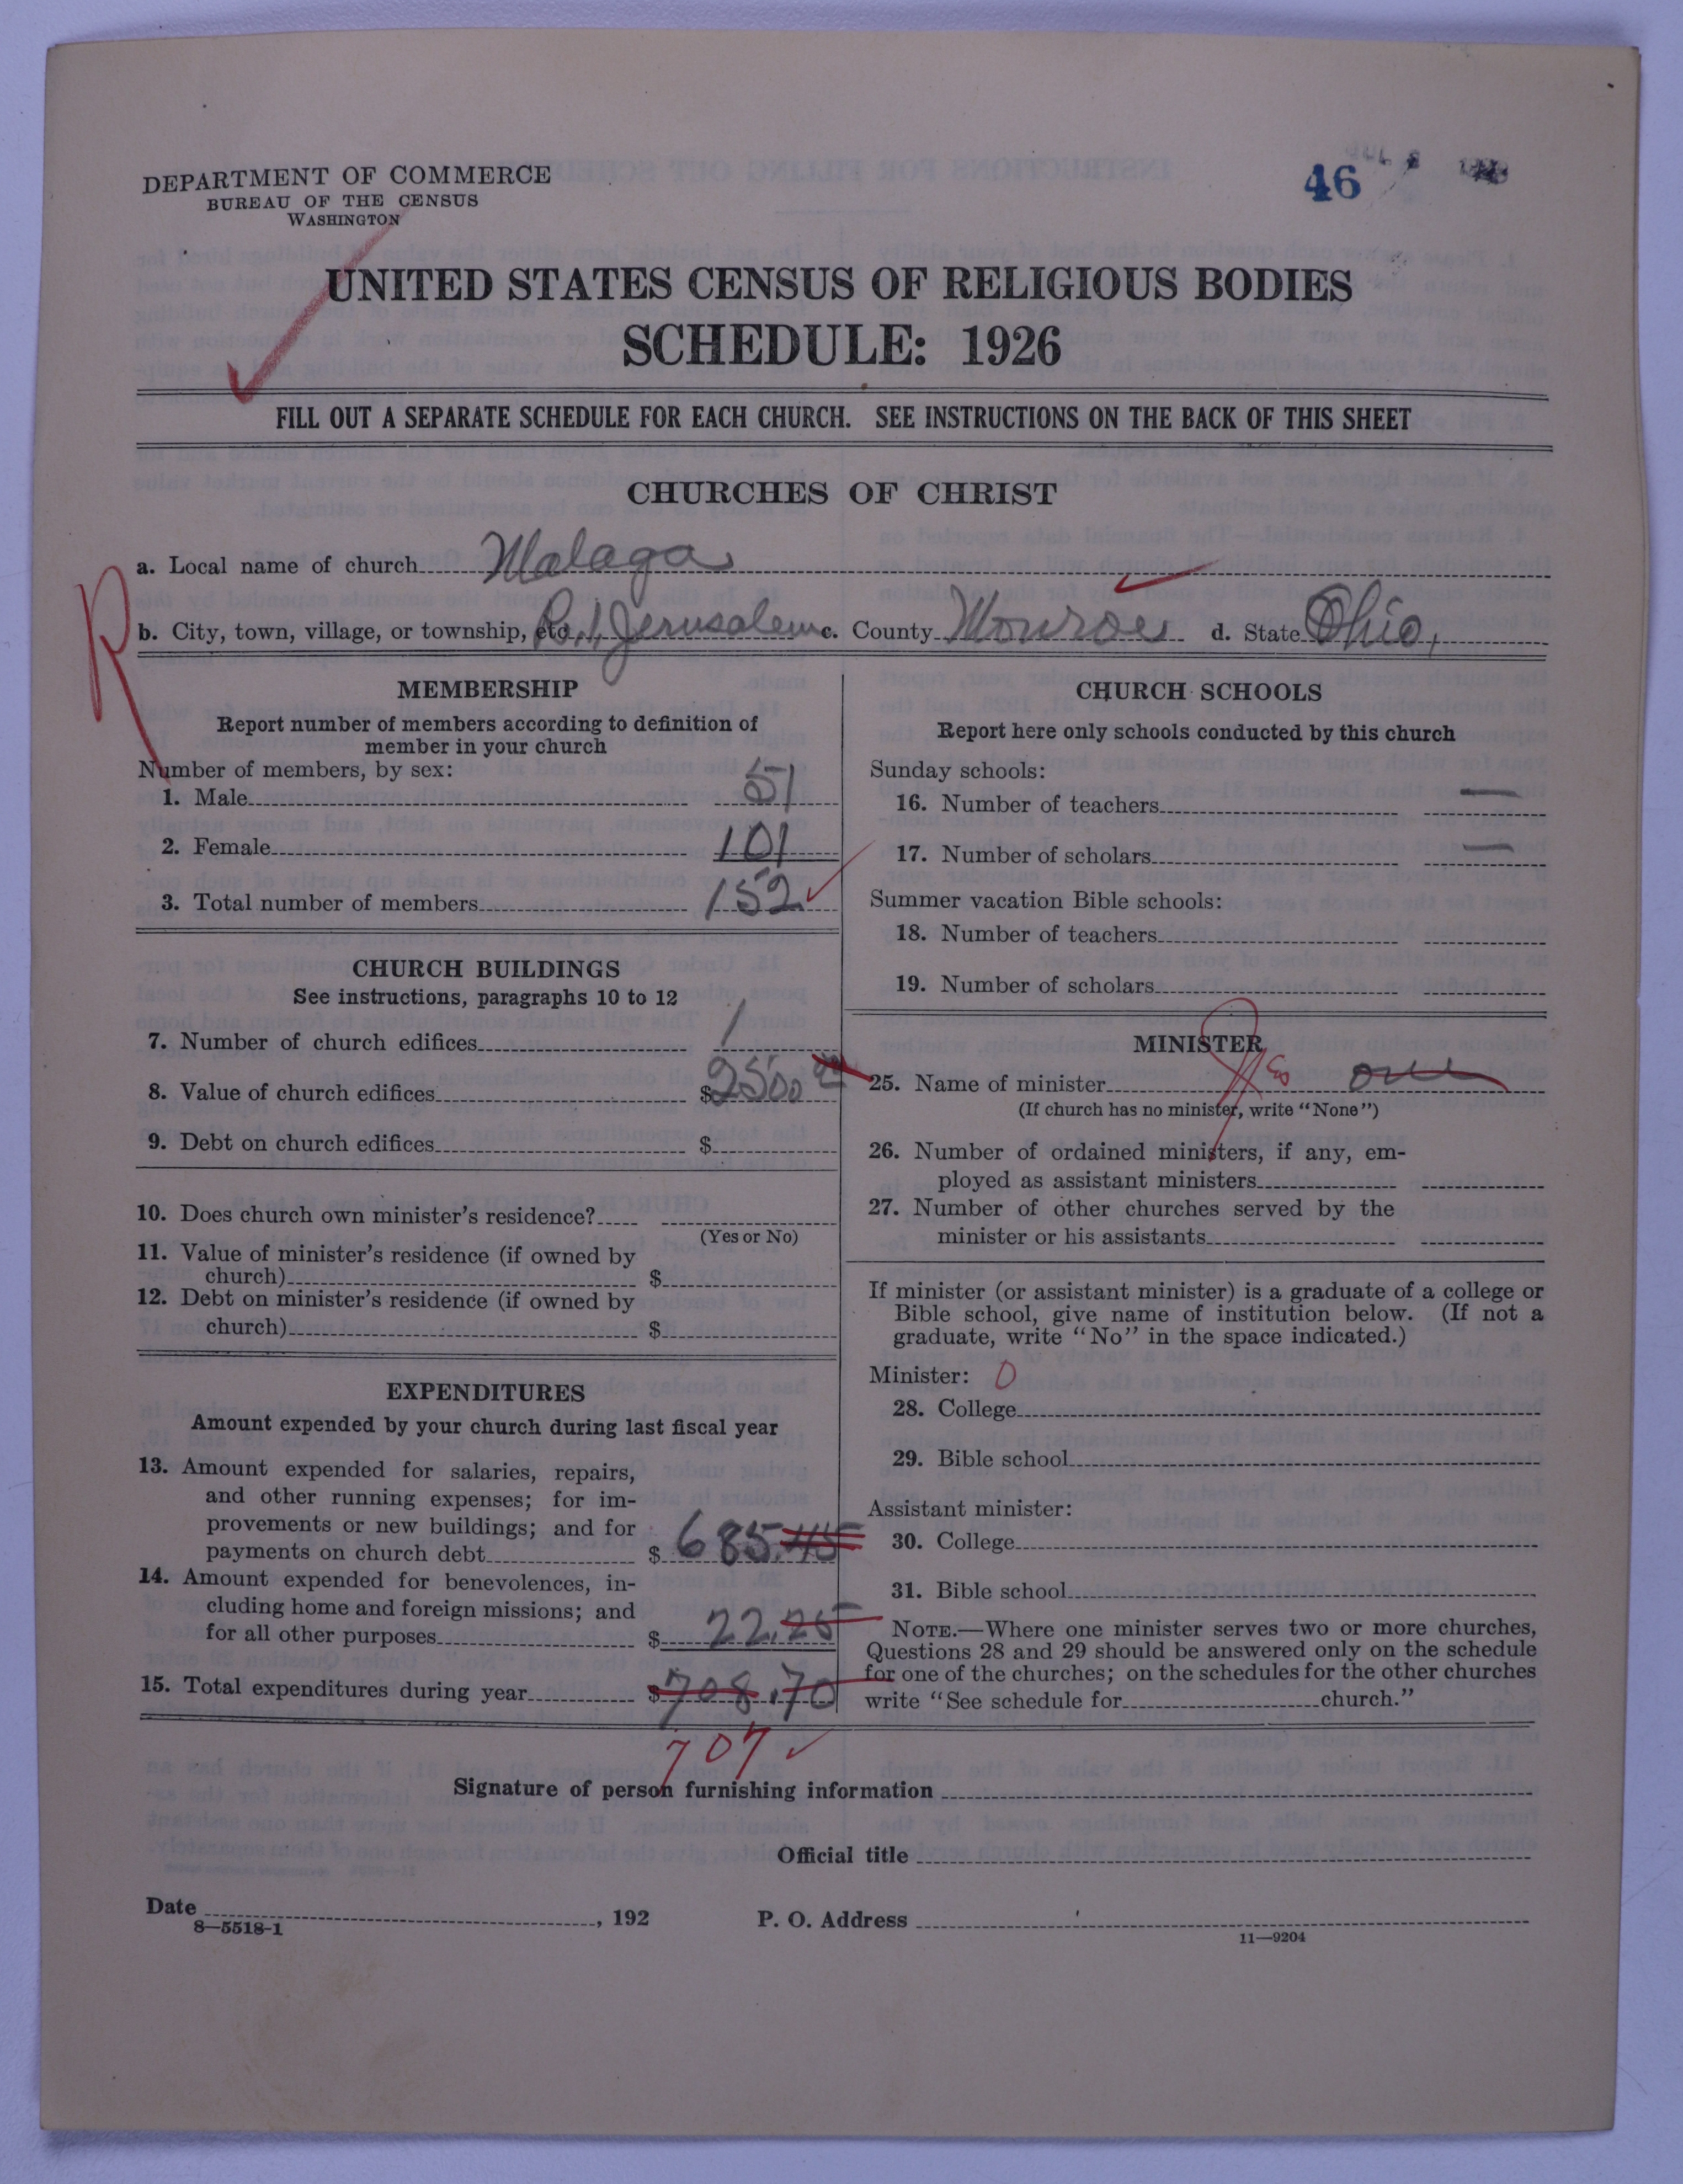 DEPARTMENT OF COMMERCE
BUREAU OF THE CENSUS
WASHINGTON
46
UNITED STATES CENSUS OF RELIGIOUS BODIES
SCHEDULE: 1926
FILL OUT A SEPARATE SCHEDULE FOR EACH CHURCH. SEE INSTRUCTIONS ON THE BACK OF THIS SHEET
CHURCHES OF CHRIST
a. Local name of church Malaga
R
b. City, town, village, or township, etc. R.1, Jerusalem c. County Monroe d. State Ohio,
MEMBERSHIP
Report number of members according to definition of
member in your church
Number of members, by sex:
1. Male 51
2. Female 101
3. Total number of members 152
CHURCH BUILDINGS
See instructions, paragraphs 10 to 12
7. Number of church edifices 1
8. Value of church edifices $2500
9. Debt on church edifices $
10. Does church own minister's residence?
(Yes or No)
11. Value of minister's residence (if owned by
church) $
12. Debt on minister's residence (if owned by
church) $
EXPENDITURES
Amount expended by your church during last fiscal year
13. Amount expended for salaries, repairs,
and other running expenses; for im-
provements or new buildings; and for
payments on church debt $685.45
14. Amount expended for benevolences, in-
cluding home and foreign missions; and
for all other purposes $22.25
15. Total expenditures during year $708.70
707
CHURCH SCHOOLS
Report here only schools conducted by this church
Sunday schools:
16. Number of teachers —
17. Number of scholars —
Summer vacation Bible schools:
18. Number of teachers
19. Number of scholars
MINISTER
25. Name of minister
(If church has no minister, write "None")
26. Number of ordained ministers, if any, em-
ployed as assistant ministers
27. Number of other churches served by the
minister or his assistants
If minister (or assistant minister) is a graduate of a college or
Bible school, give name of institution below. (If not a
graduate, write "No" in the space indicated.)
Minister: 0
28. College
29. Bible school
Assistant minister:
30. College
31. Bible school
NOTE.—Where one minister serves two or more churches,
Questions 28 and 29 should be answered only on the schedule
for one of the churches; on the schedules for the other churches
write "See schedule for church."
Signature of person furnishing information
Official title
Date , 192 P. O. Address
8—5518-1
11—9204